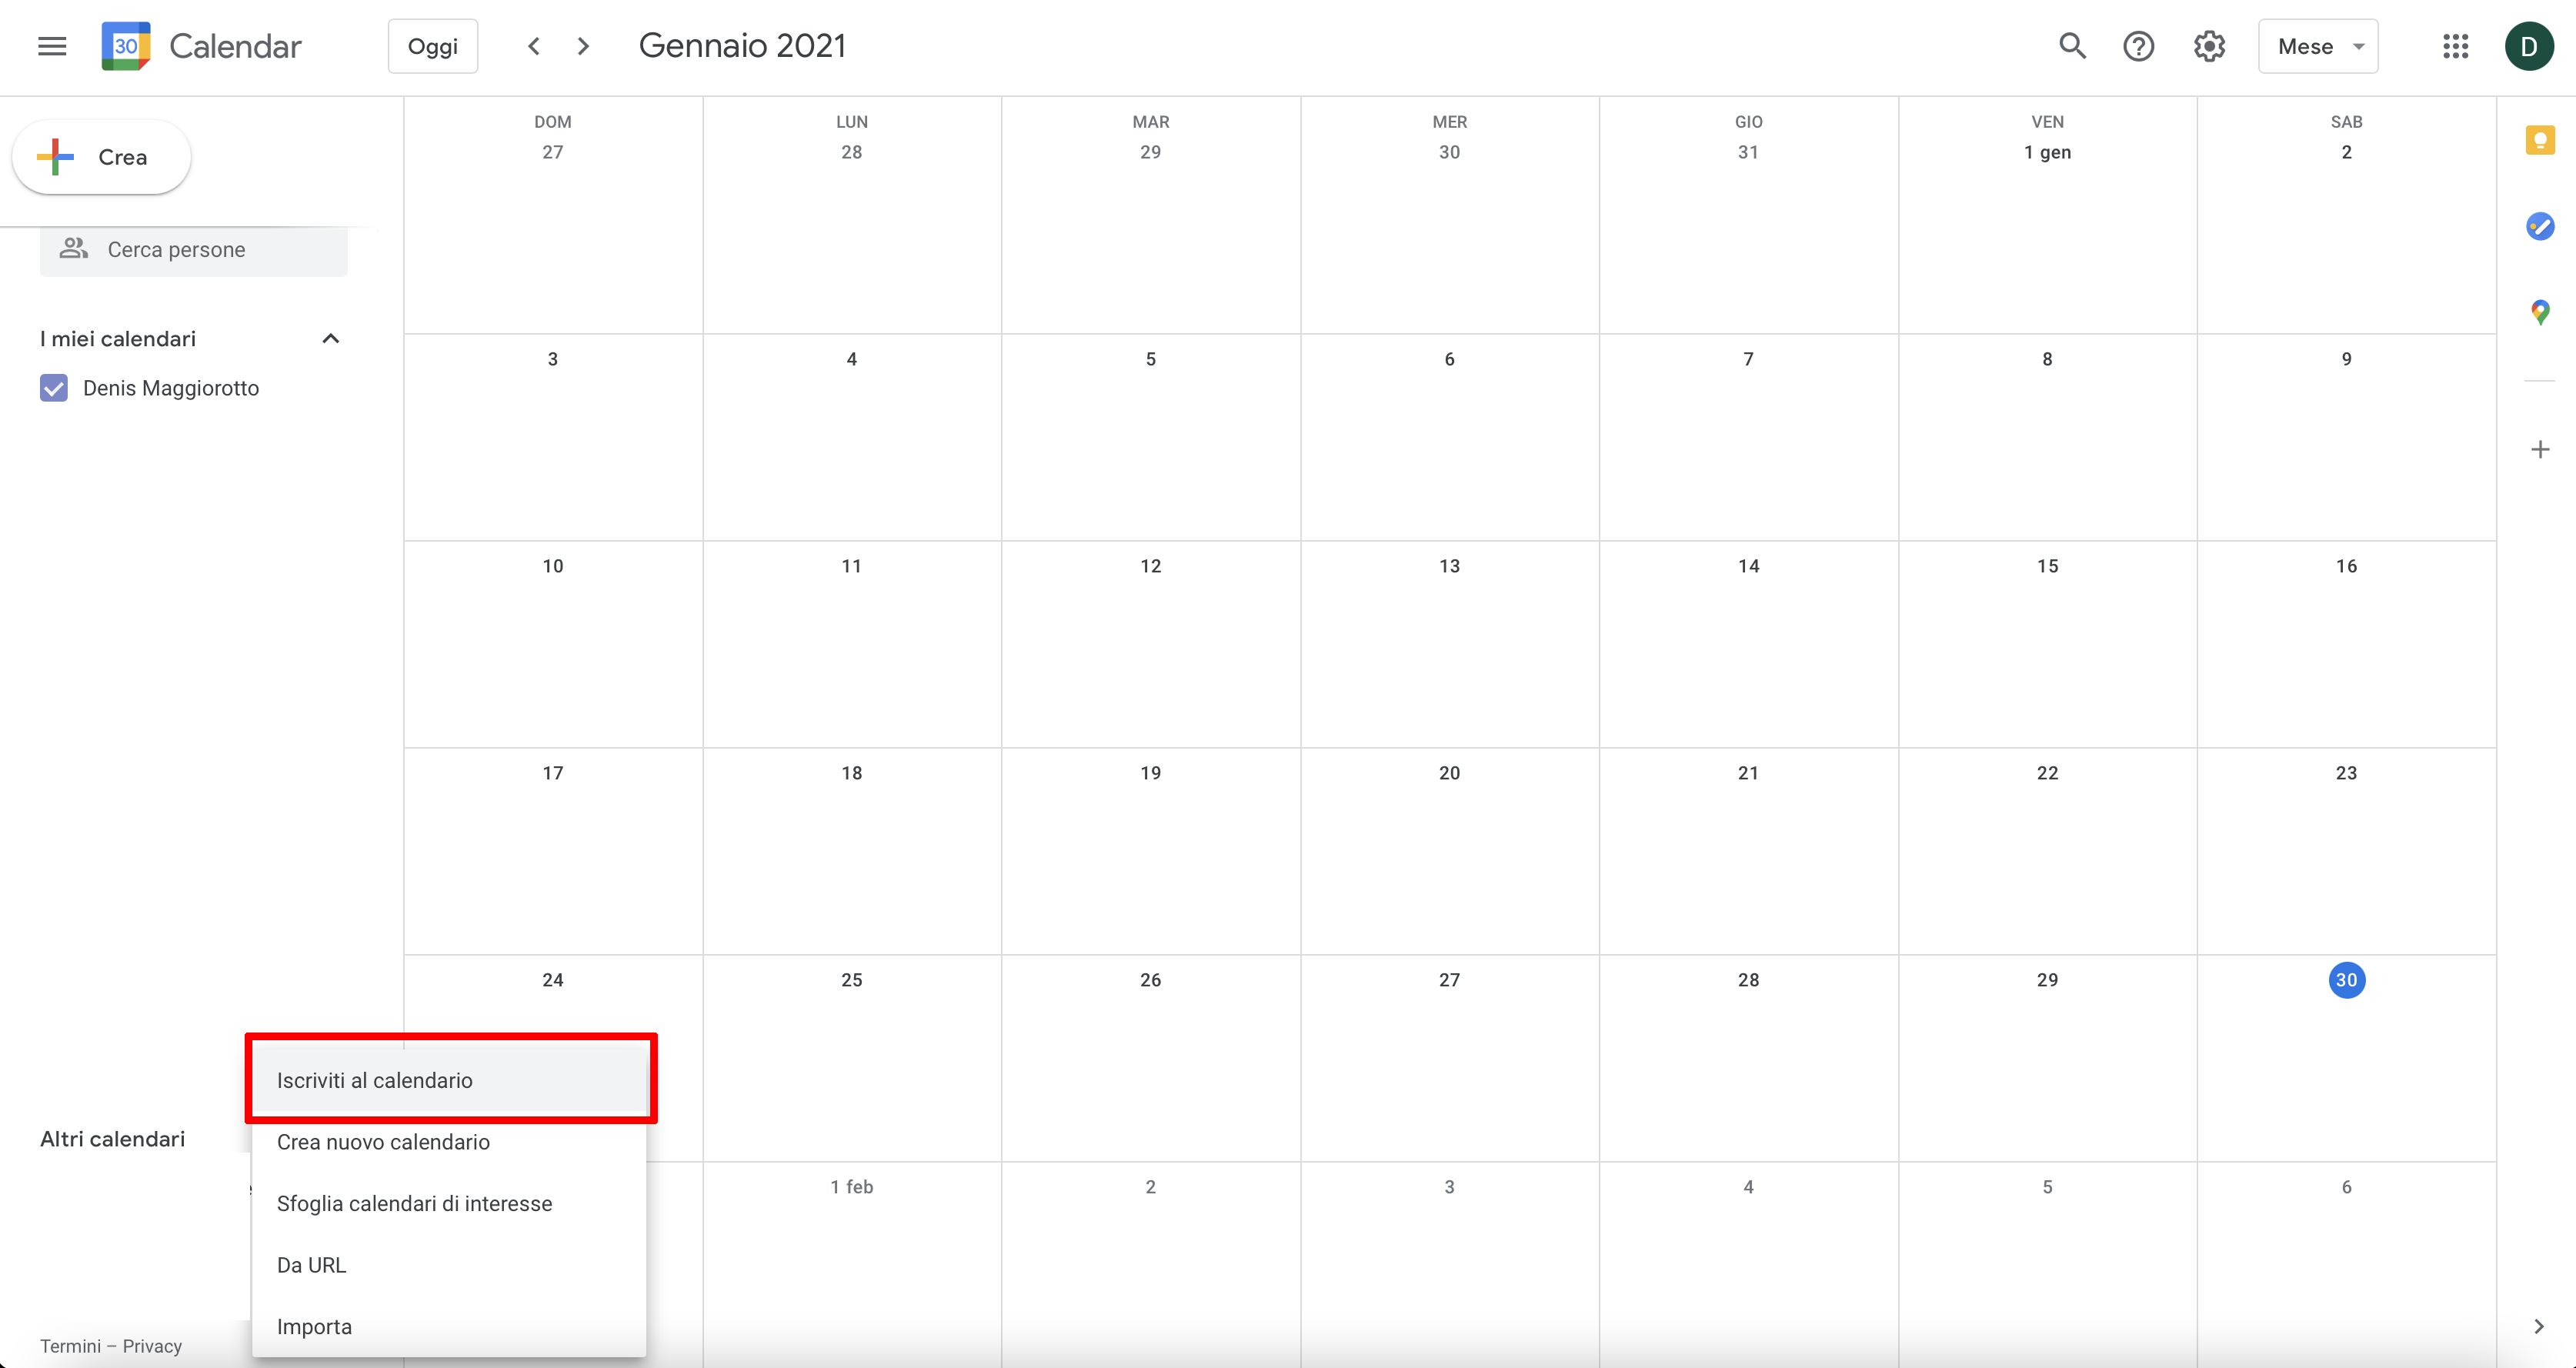 30 Calendar Oggi Gennaio 2021 Mese D
Crea
Cerca persone
I miei calendari
Denis Maggiorotto
DOM LUN MAR MER GIO VEN SAB
27 28 29 30 31 1 gen 2
3 4 5 6 7 8 9
10 11 12 13 14 15 16
17 18 19 20 21 22 23
24 25 26 27 28 29 30
1 feb 2 3 4 5 6
Altri calendari
Iscriviti al calendario
Crea nuovo calendario
Sfoglia calendari di interesse
Da URL
Importa
Termini – Privacy